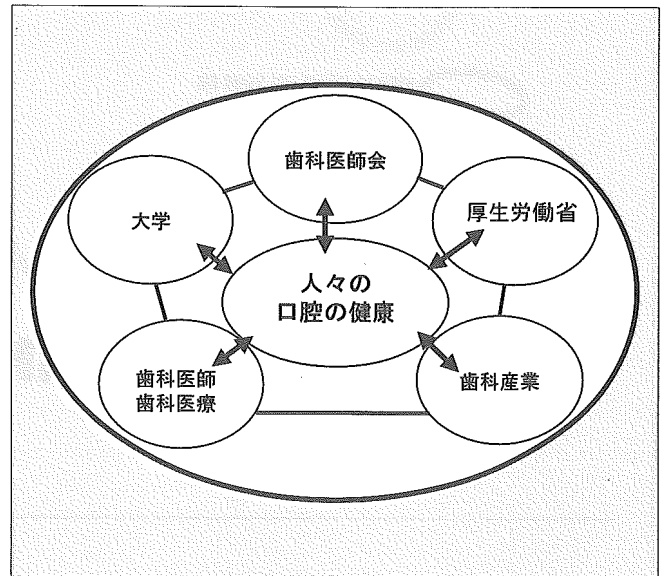 歯科医師会
大学
厚生労働省
人々の
口腔の健康
歯科医師
歯科医療
歯科産業